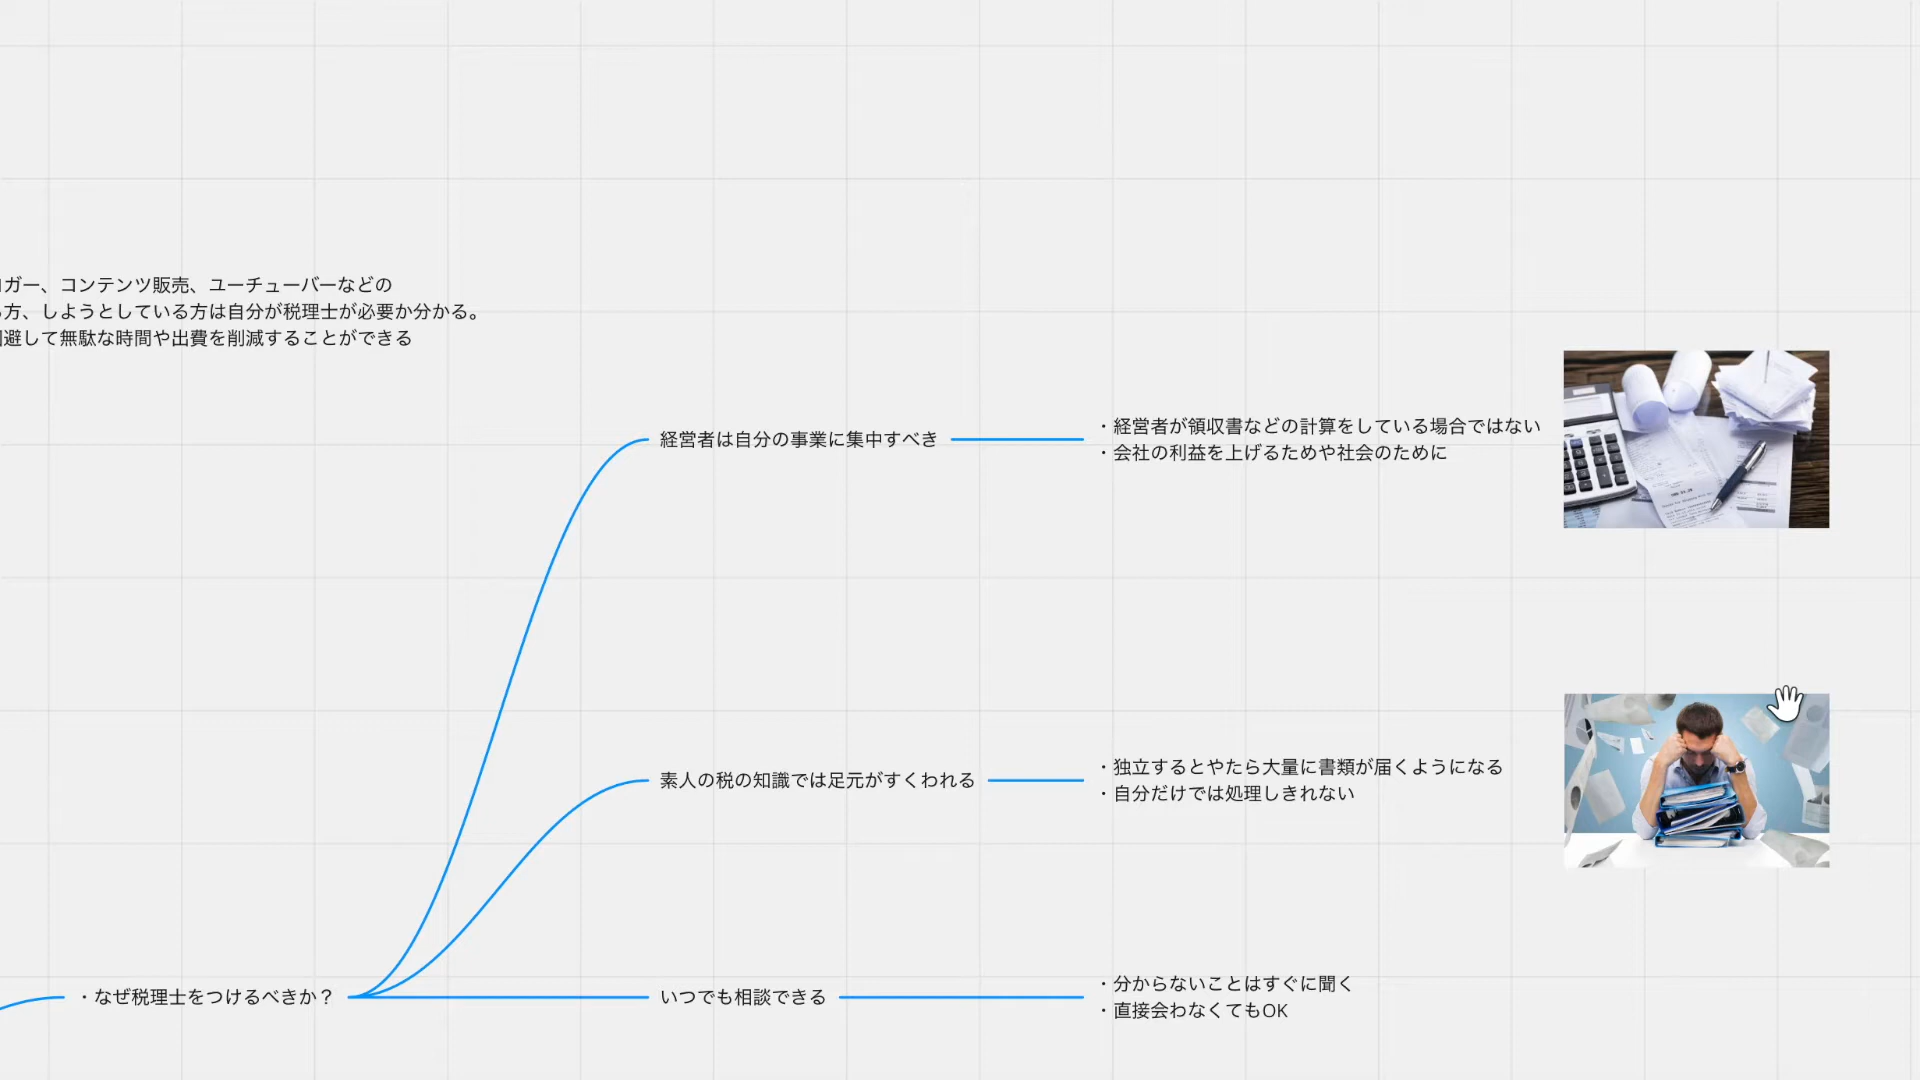 ガー、コンテンツ販売、ユーチューバーなどの
方、しようとしている方は自分が税理士が必要か分かる。
避して無駄な時間や出費を削減することができる
経営者は自分の事業に集中すべき
・経営者が領収書などの計算をしている場合ではない
・会社の利益を上げるためや社会のために
素人の税の知識では足元がすくわれる
・独立するとやたら大量に書類が届くようになる
・自分だけでは処理しきれない
・なぜ税理士をつけるべきか？
いつでも相談できる
・分からないことはすぐに聞く
・直接会わなくてもOK